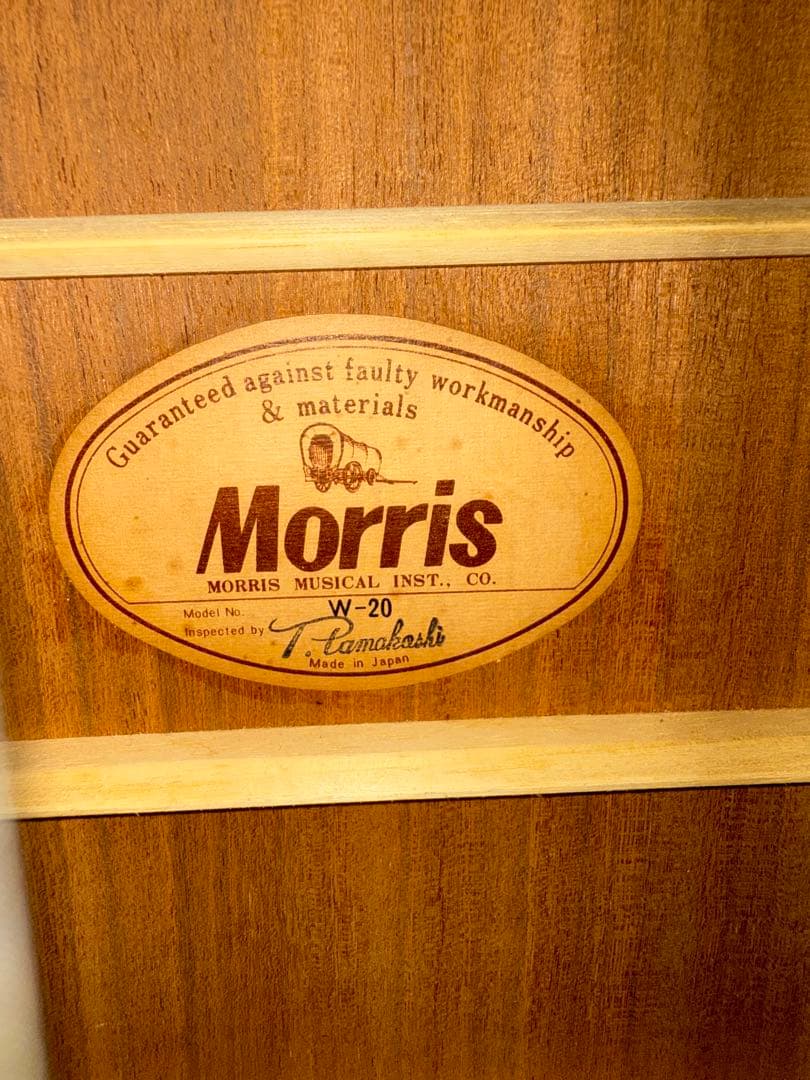 Guaranteed against faulty workmanship
& materials
Morris
MORRIS MUSICAL INST., CO.
Model No. W-20
Inspected by T.
Made in Japan